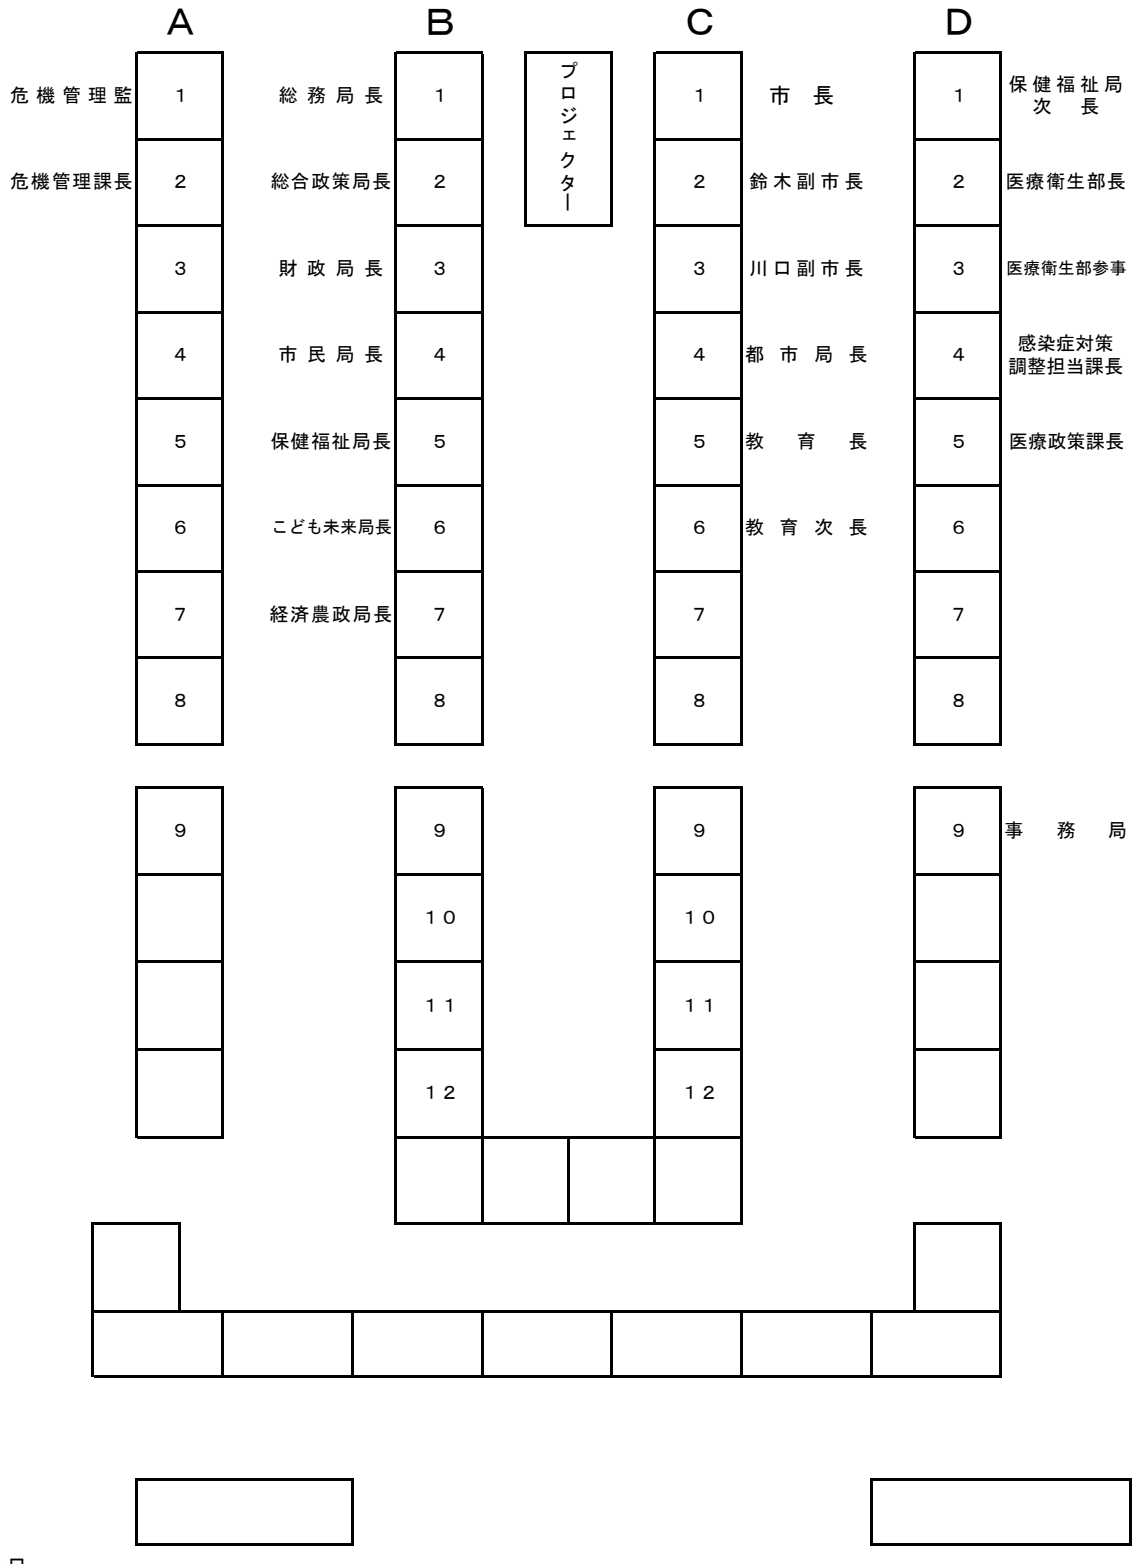 A B C D
危機管理監 1 総務局長 1 プロジェクター 1 市長 1 保健福祉局
次長
危機管理課長 2 総合政策局長 2 2 鈴木副市長 2 医療衛生部長
3 財政局長 3 3 川口副市長 3 医療衛生部参事
4 市民局長 4 4 都市局長 4 感染症対策
調整担当課長
5 保健福祉局長 5 5 教育長 5 医療政策課長
6 こども未来局長 6 6 教育次長 6
7 経済農政局長 7 7 7
8 8 8 8
9 9 9 9 事務局
10 10
11 11
12 12